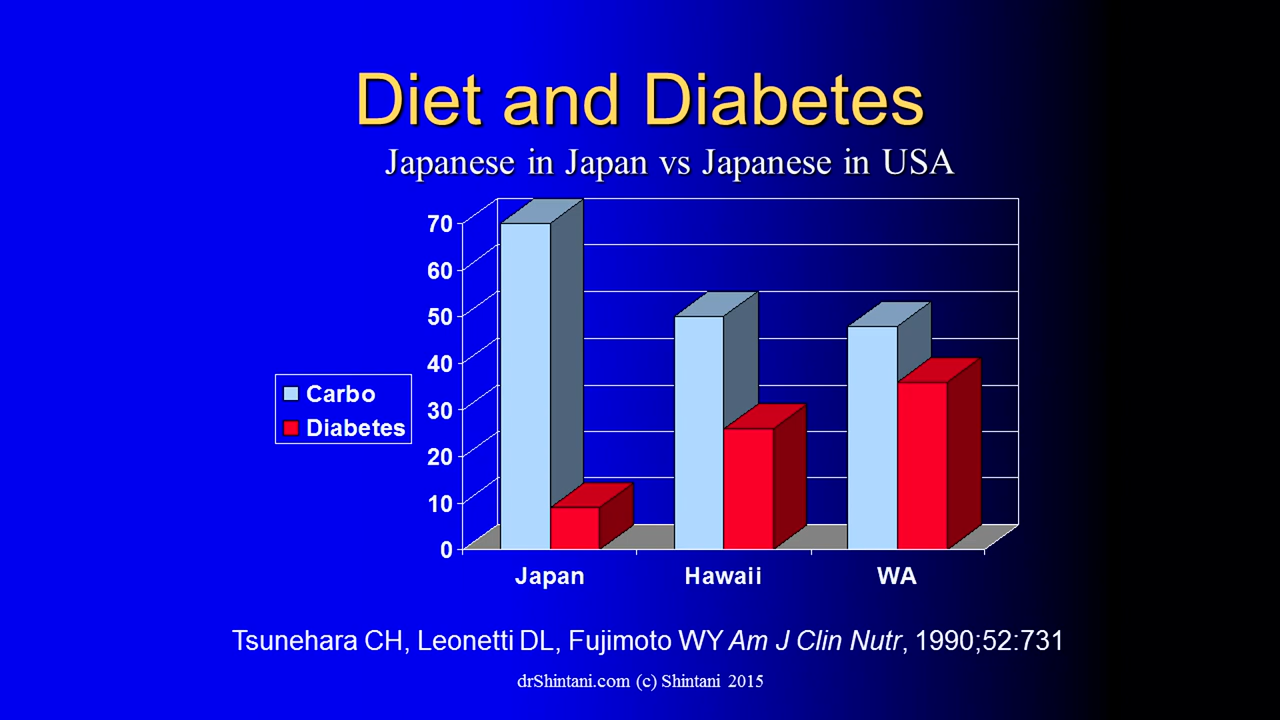 Diet and Diabetes
Japanese in Japan vs Japanese in USA
70
60
50
40
30
20
10
0
Carbo
Diabetes
Japan Hawaii WA
Tsunehara CH, Leonetti DL, Fujimoto WY Am J Clin Nutr, 1990;52:731
drShintani.com (c) Shintani 2015